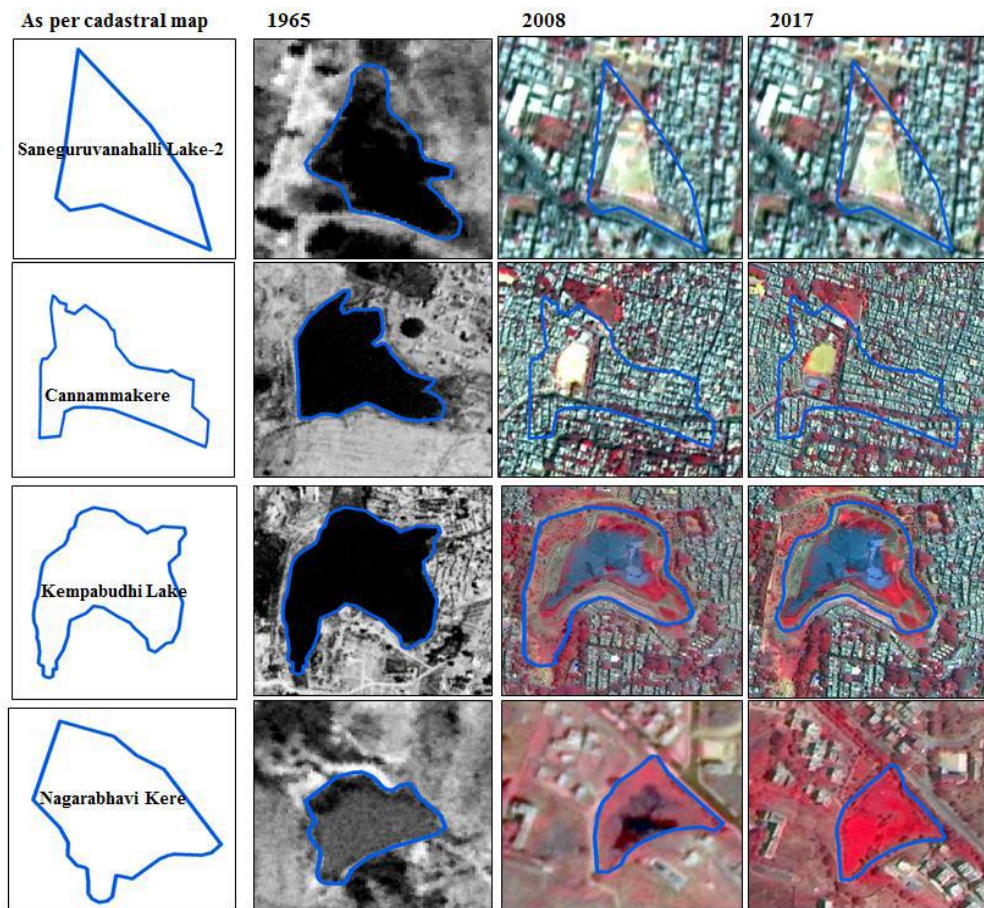 As per cadastral map 1965 2008 2017
Saneguruvanahalli Lake-2
Cannammakere
Kempabudhi Lake
Nagarabhavi Kere